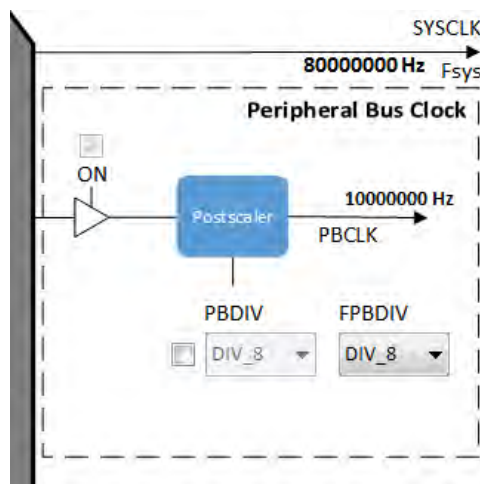 SYSCLK
80000000 Hz
Fsys
Peripheral Bus Clock
ON
Postscaler
10000000 Hz
PBCLK
PBDIV
FPBDIV
DIV_8
DIV_8